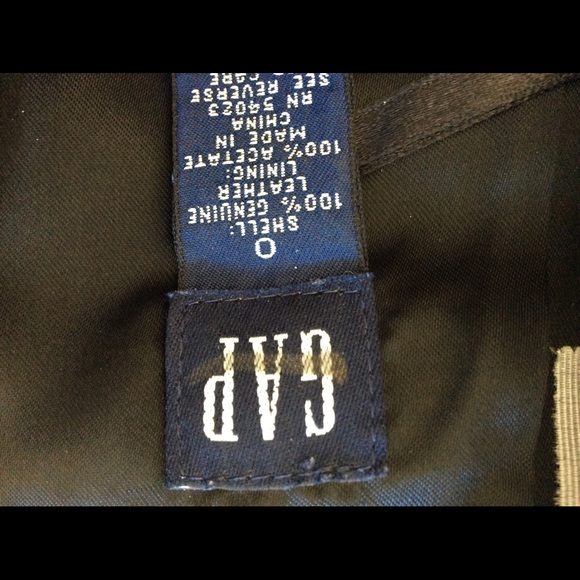 GAP
0
SHELL:
100% GENUINE
LEATHER
LINING:
100% ACETATE
MADE IN
CHINA
RN 54023
SEE REVERSE
CARE